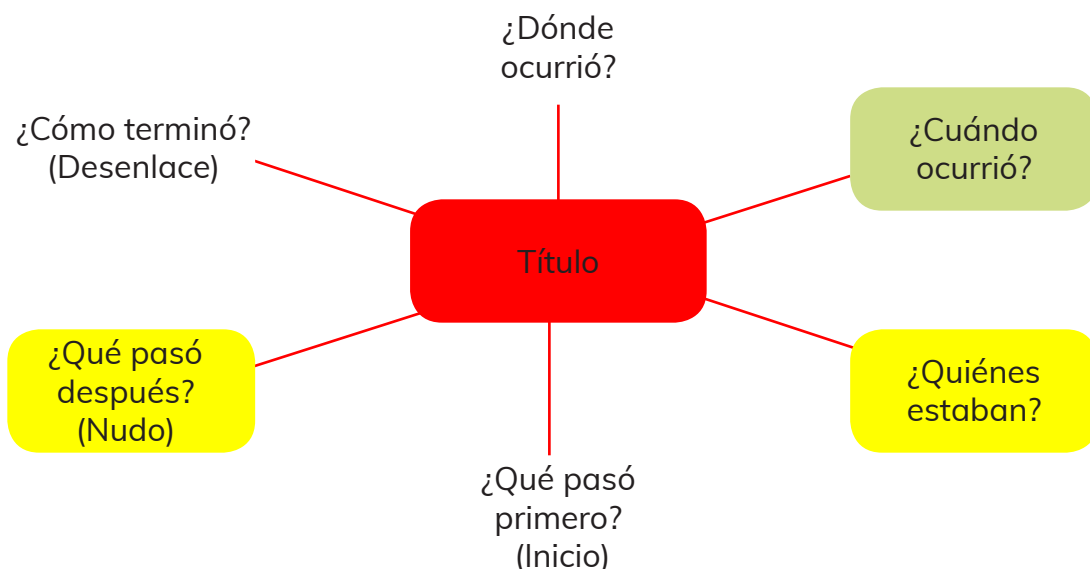 ¿Dónde
ocurrió?
¿Cómo terminó?
(Desenlace)
¿Cuándo
ocurrió?
Título
¿Qué pasó
después?
(Nudo)
¿Quiénes
estaban?
¿Qué pasó
primero?
(Inicio)